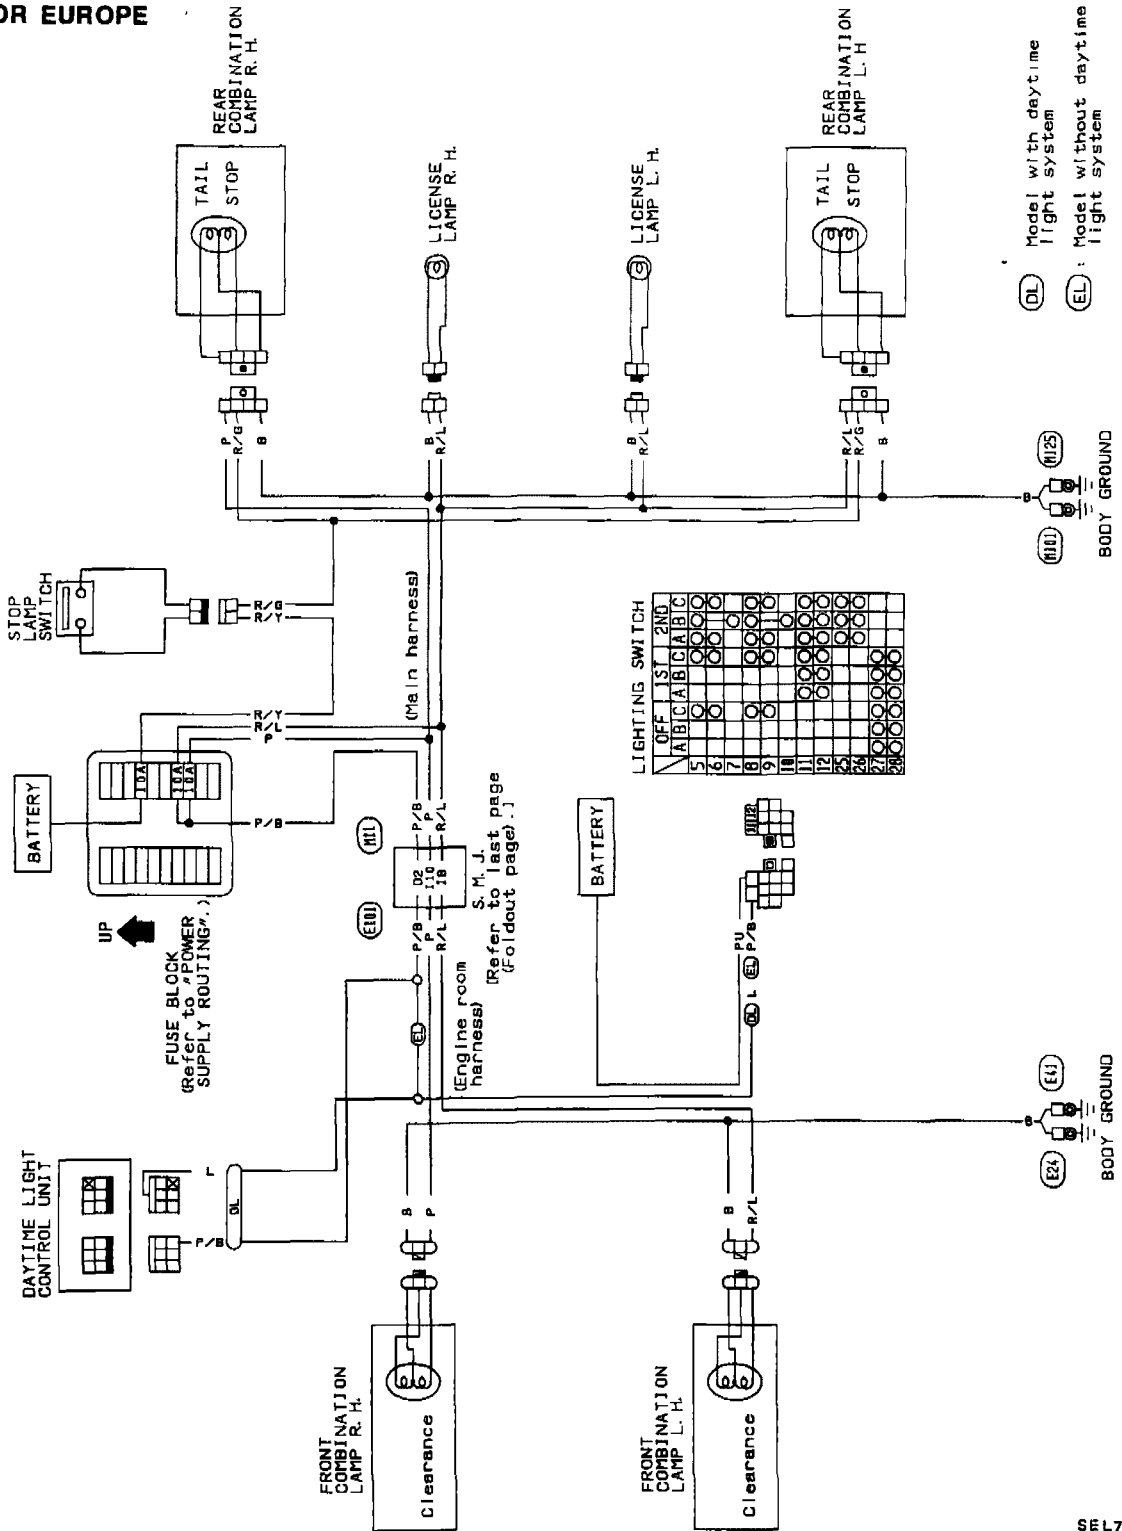 OR EUROPE
REAR
COMBINATION
LAMP R. H.
TAIL
STOP
LICENSE
LAMP R. H.
LICENSE
LAMP L. H.
REAR
COMBINATION
LAMP L. H
TAIL
STOP
DL Model with daytime
light system
EL : Model without daytime
light system
P
R/G
B
B
R/L
B
R/L
R/L
R/G
B
B
M101
M125
BODY GROUND
STOP
LAMP
SWITCH
R/G
R/Y
R/Y
R/L
P
(Main harness)
BATTERY
10A
10A
10A
P/B
UP
FUSE BLOCK
(Refer to "POWER
SUPPLY ROUTING".)
M11
P/B
P
R/L
D2
I10
I8
E101
P/B
P
R/L
S. M. J.
[Refer to last page
(Foldout page).]
(Engine room
harness)
EL
LIGHTING SWITCH
OFF 1ST 2ND
A B C A B C A B C
5
6
7
8
9
10
11
12
25
26
27
28
BATTERY
11 12
PU
DL L EL P/B
DAYTIME LIGHT
CONTROL UNIT
L
DL
P/B
B
P
B
R/L
B
E24
E41
BODY GROUND
FRONT
COMBINATION
LAMP R. H.
Clearance
FRONT
COMBINATION
LAMP L. H.
Clearance
SEL7